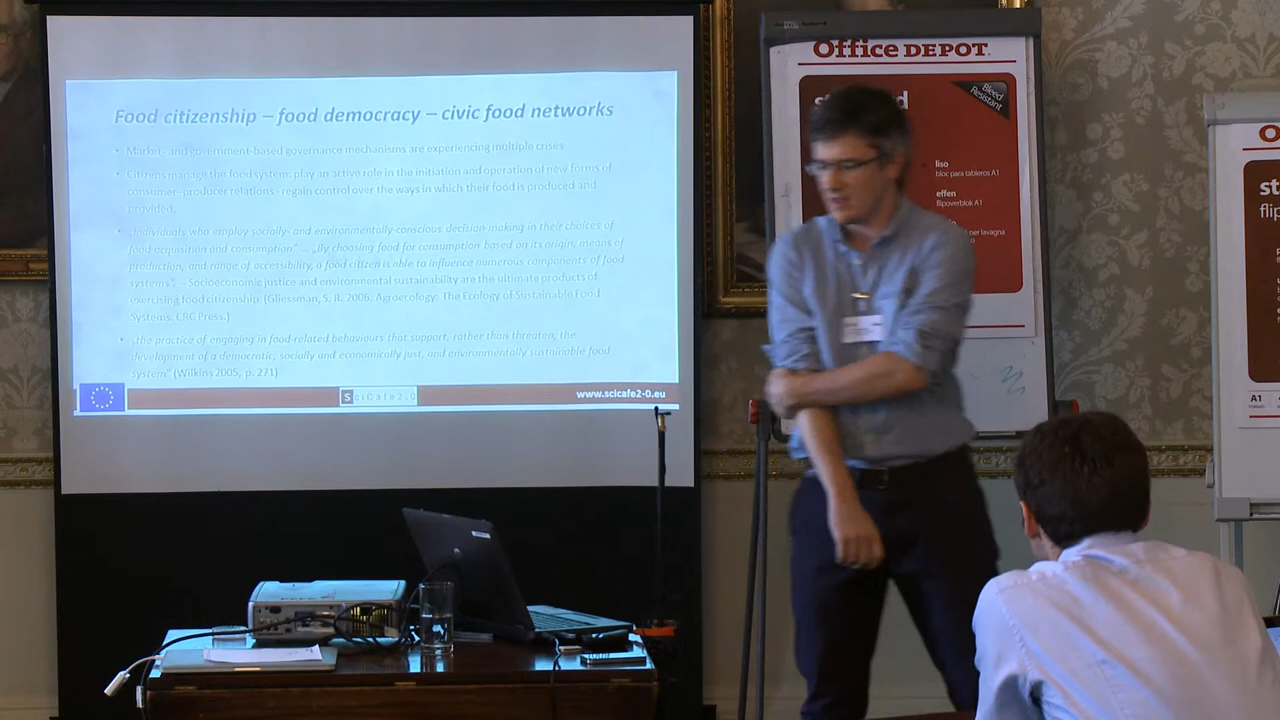 Food citizenship – food democracy – civic food networks
• Market- and government-based governance mechanisms are experiencing multiple crises
• Citizens manage the food system: play an active role in the initiation and operation of new forms of
consumer–producer relations - regain control over the ways in which their food is produced and
provided.
• „individuals who employ socially- and environmentally-conscious decision-making in their choices of
food acquisition and consumption" ... „By choosing food for consumption based on its origin, means of
production, and range of accessibility, a food citizen is able to influence numerous components of food
systems". - Socioeconomic justice and environmental sustainability are the ultimate products of
exercising food citizenship (Gliessman, S. R. 2006. Agroecology: The Ecology of Sustainable Food
Systems. CRC Press.)
• „the practice of engaging in food-related behaviours that support, rather than threaten, the
development of a democratic, socially and economically just, and environmentally sustainable food
system" (Wilkins 2005, p. 271)
SciCafe2.0
www.scicafe2-0.eu
Office DEPOT
Bleed
Resistant
liso
bloc para tableros A1
effen
flipoverblok A1
per lavagna
st
flip
A1